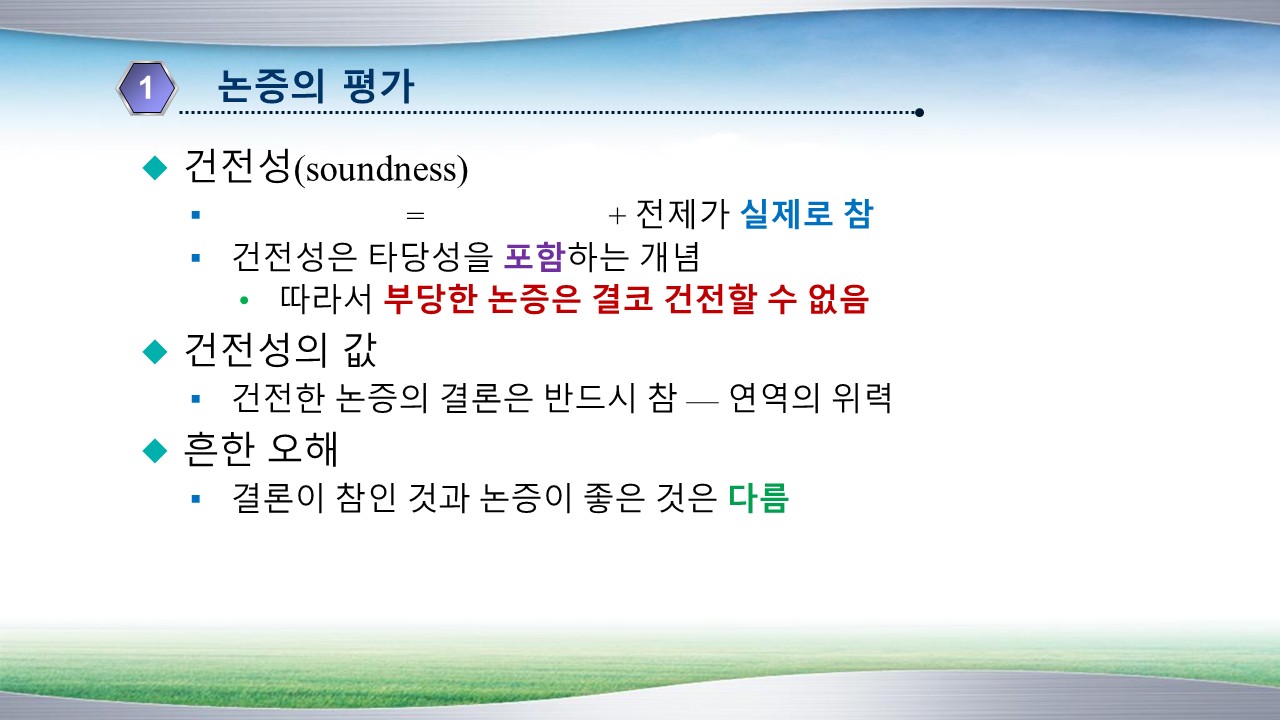 1 논증의 평가
건전성(soundness)
= + 전제가 실제로 참
건전성은 타당성을 포함하는 개념
따라서 부당한 논증은 결코 건전할 수 없음
건전성의 값
건전한 논증의 결론은 반드시 참 — 연역의 위력
흔한 오해
결론이 참인 것과 논증이 좋은 것은 다름